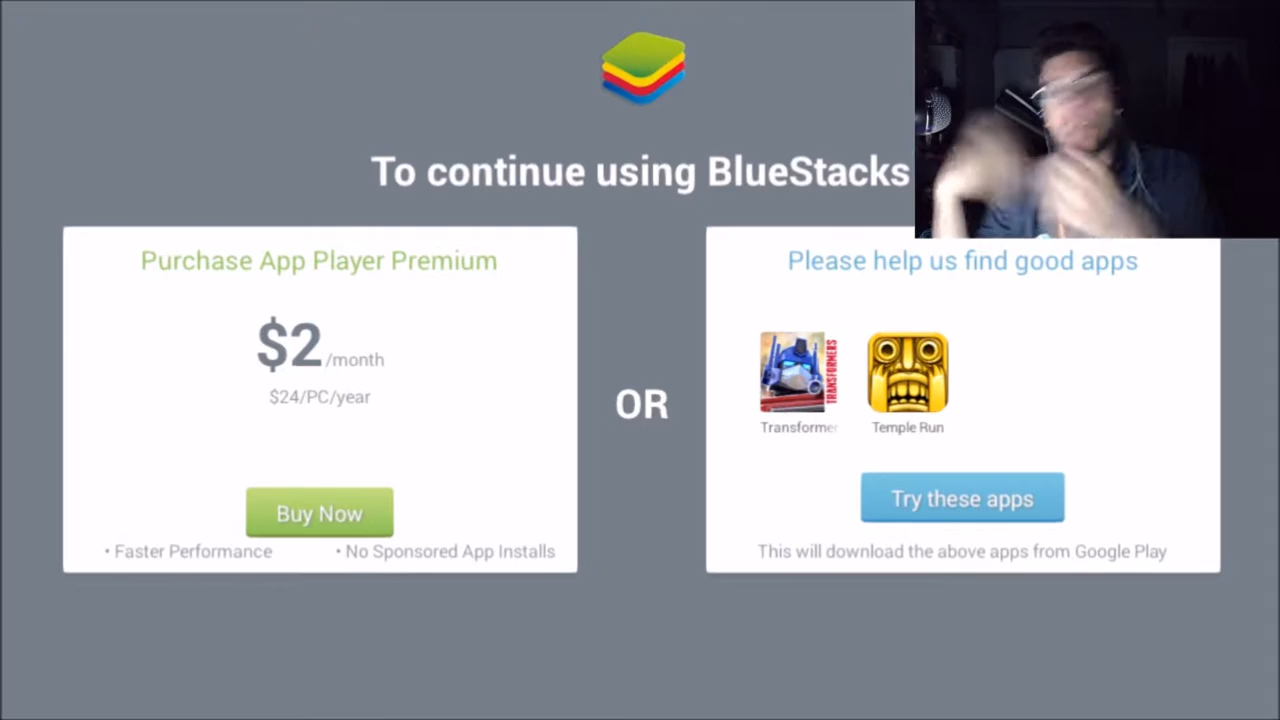 To continue using BlueStacks
Purchase App Player Premium
$2/month
$24/PC/year
Buy Now
• Faster Performance
• No Sponsored App Installs
OR
Please help us find good apps
TRANSFORMERS
Transformer
Temple Run
Try these apps
This will download the above apps from Google Play